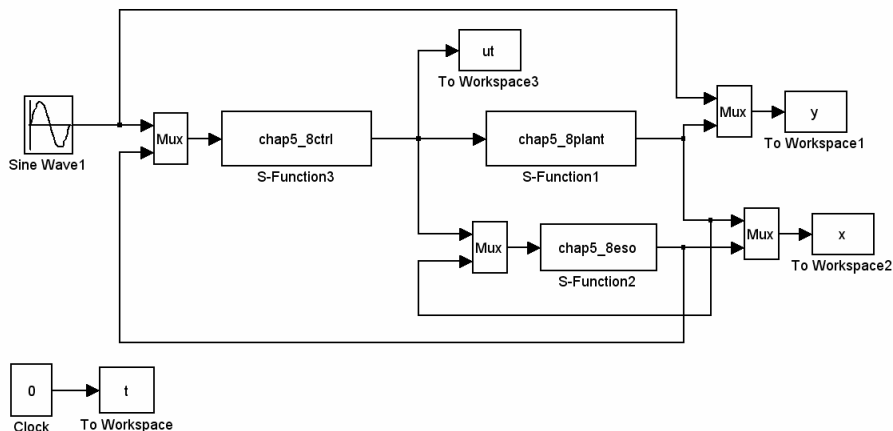 ut
To Workspace3
Sine Wave1
Mux
chap5_8ctrl
S-Function3
chap5_8plant
S-Function1
Mux
y
To Workspace1
Mux
chap5_8eso
S-Function2
Mux
x
To Workspace2
0
Clock
t
To Workspace